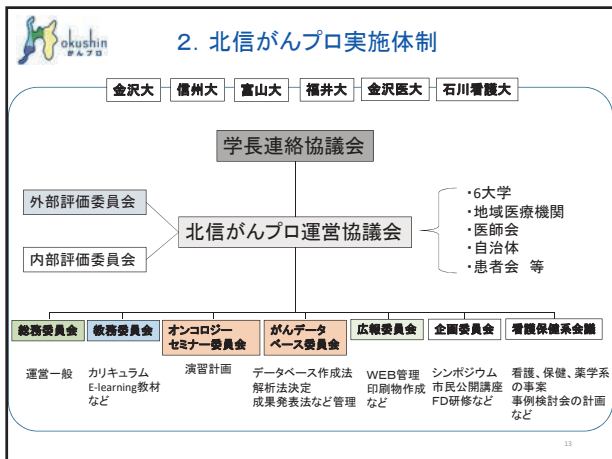 okushin
がんプロ
２．北信がんプロ実施体制
金沢大
信州大
富山大
福井大
金沢医大
石川看護大
学長連絡協議会
外部評価委員会
内部評価委員会
北信がんプロ運営協議会
・6大学
・地域医療機関
・医師会
・自治体
・患者会 等
総務委員会
運営一般
教務委員会
カリキュラム
E-learning教材
など
オンコロジー
セミナー委員会
演習計画
がんデータ
ベース委員会
データベース作成法
解析法決定
成果発表法など管理
広報委員会
WEB管理
印刷物作成
など
企画委員会
シンポジウム
市民公開講座
FD研修など
看護保健系会議
看護、保健、薬学系
の事案
事例検討会の計画
など
13